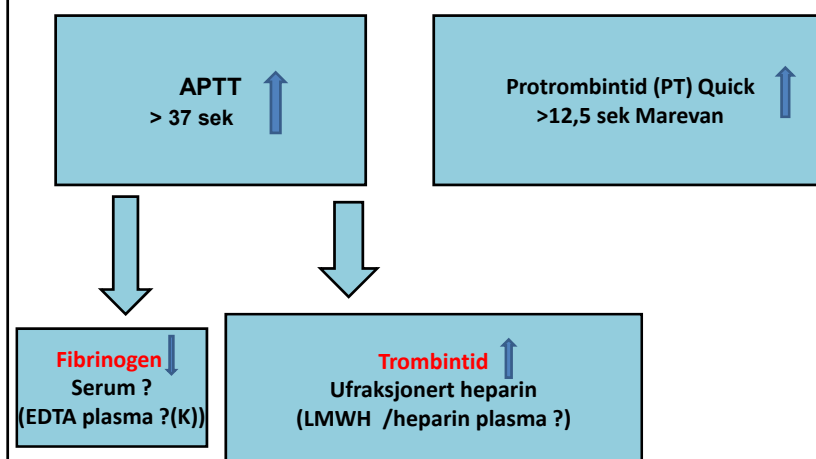 APTT
> 37 sek
Protrombintid (PT) Quick
>12,5 sek Marevan
Fibrinogen
Serum ?
(EDTA plasma ?(K))
Trombintid
Ufraksjonert heparin
(LMWH /heparin plasma ?)